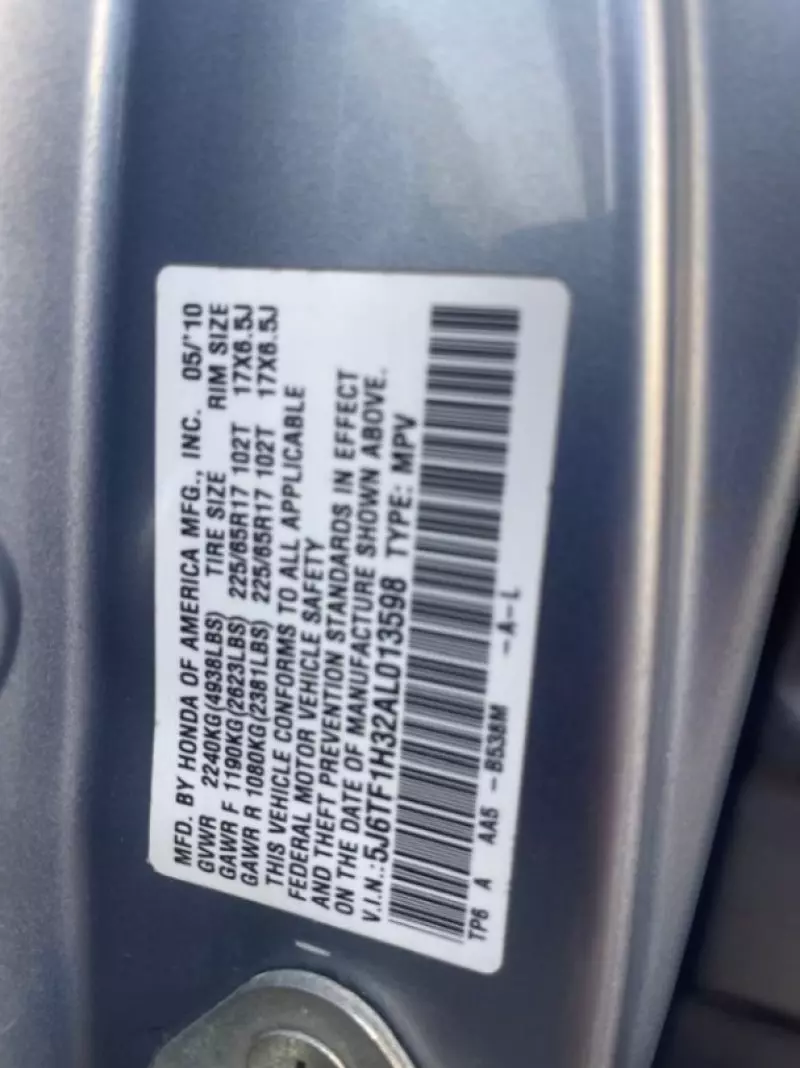 MFD. BY HONDA OF AMERICA MFG., INC. 05/'10
GVWR 2240KG(4938LBS) TIRE SIZE RIM SIZE
GAWR F 1190KG(2623LBS) 225/65R17 102T 17X6.5J
GAWR R 1080KG(2381LBS) 225/65R17 102T 17X6.5J
THIS VEHICLE CONFORMS TO ALL APPLICABLE
FEDERAL MOTOR VEHICLE SAFETY
AND THEFT PREVENTION STANDARDS IN EFFECT
ON THE DATE OF MANUFACTURE SHOWN ABOVE.
V.I.N.:5J6TF1H32AL013598 TYPE: MPV
TP6 A AA5 -B538M -A-L